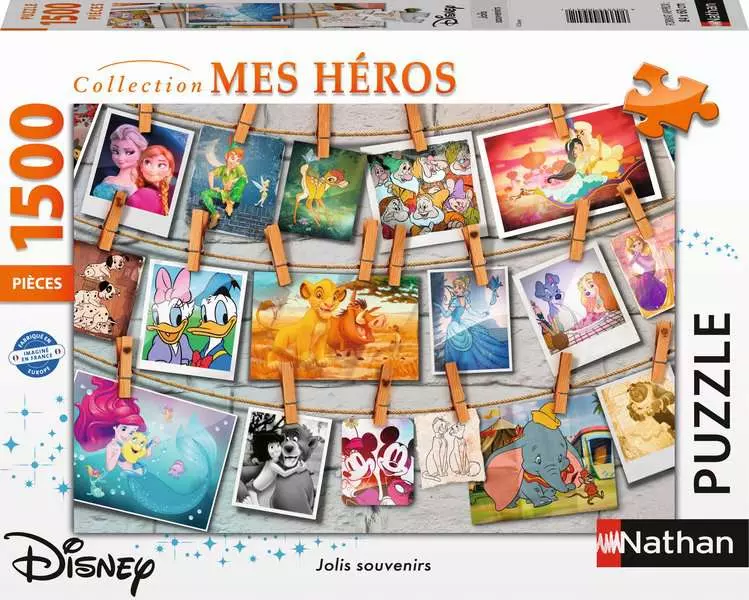 PUZZLE
1500
PIÈCES
Disney
Jolis
souvenirs
Nathan
Collection MES HÉROS
1500
PIÈCES
FABRIQUÉ EN
IMAGINÉ
EN FRANCE
EUROPE
PUZZLE
Disney
Jolis souvenirs
Nathan